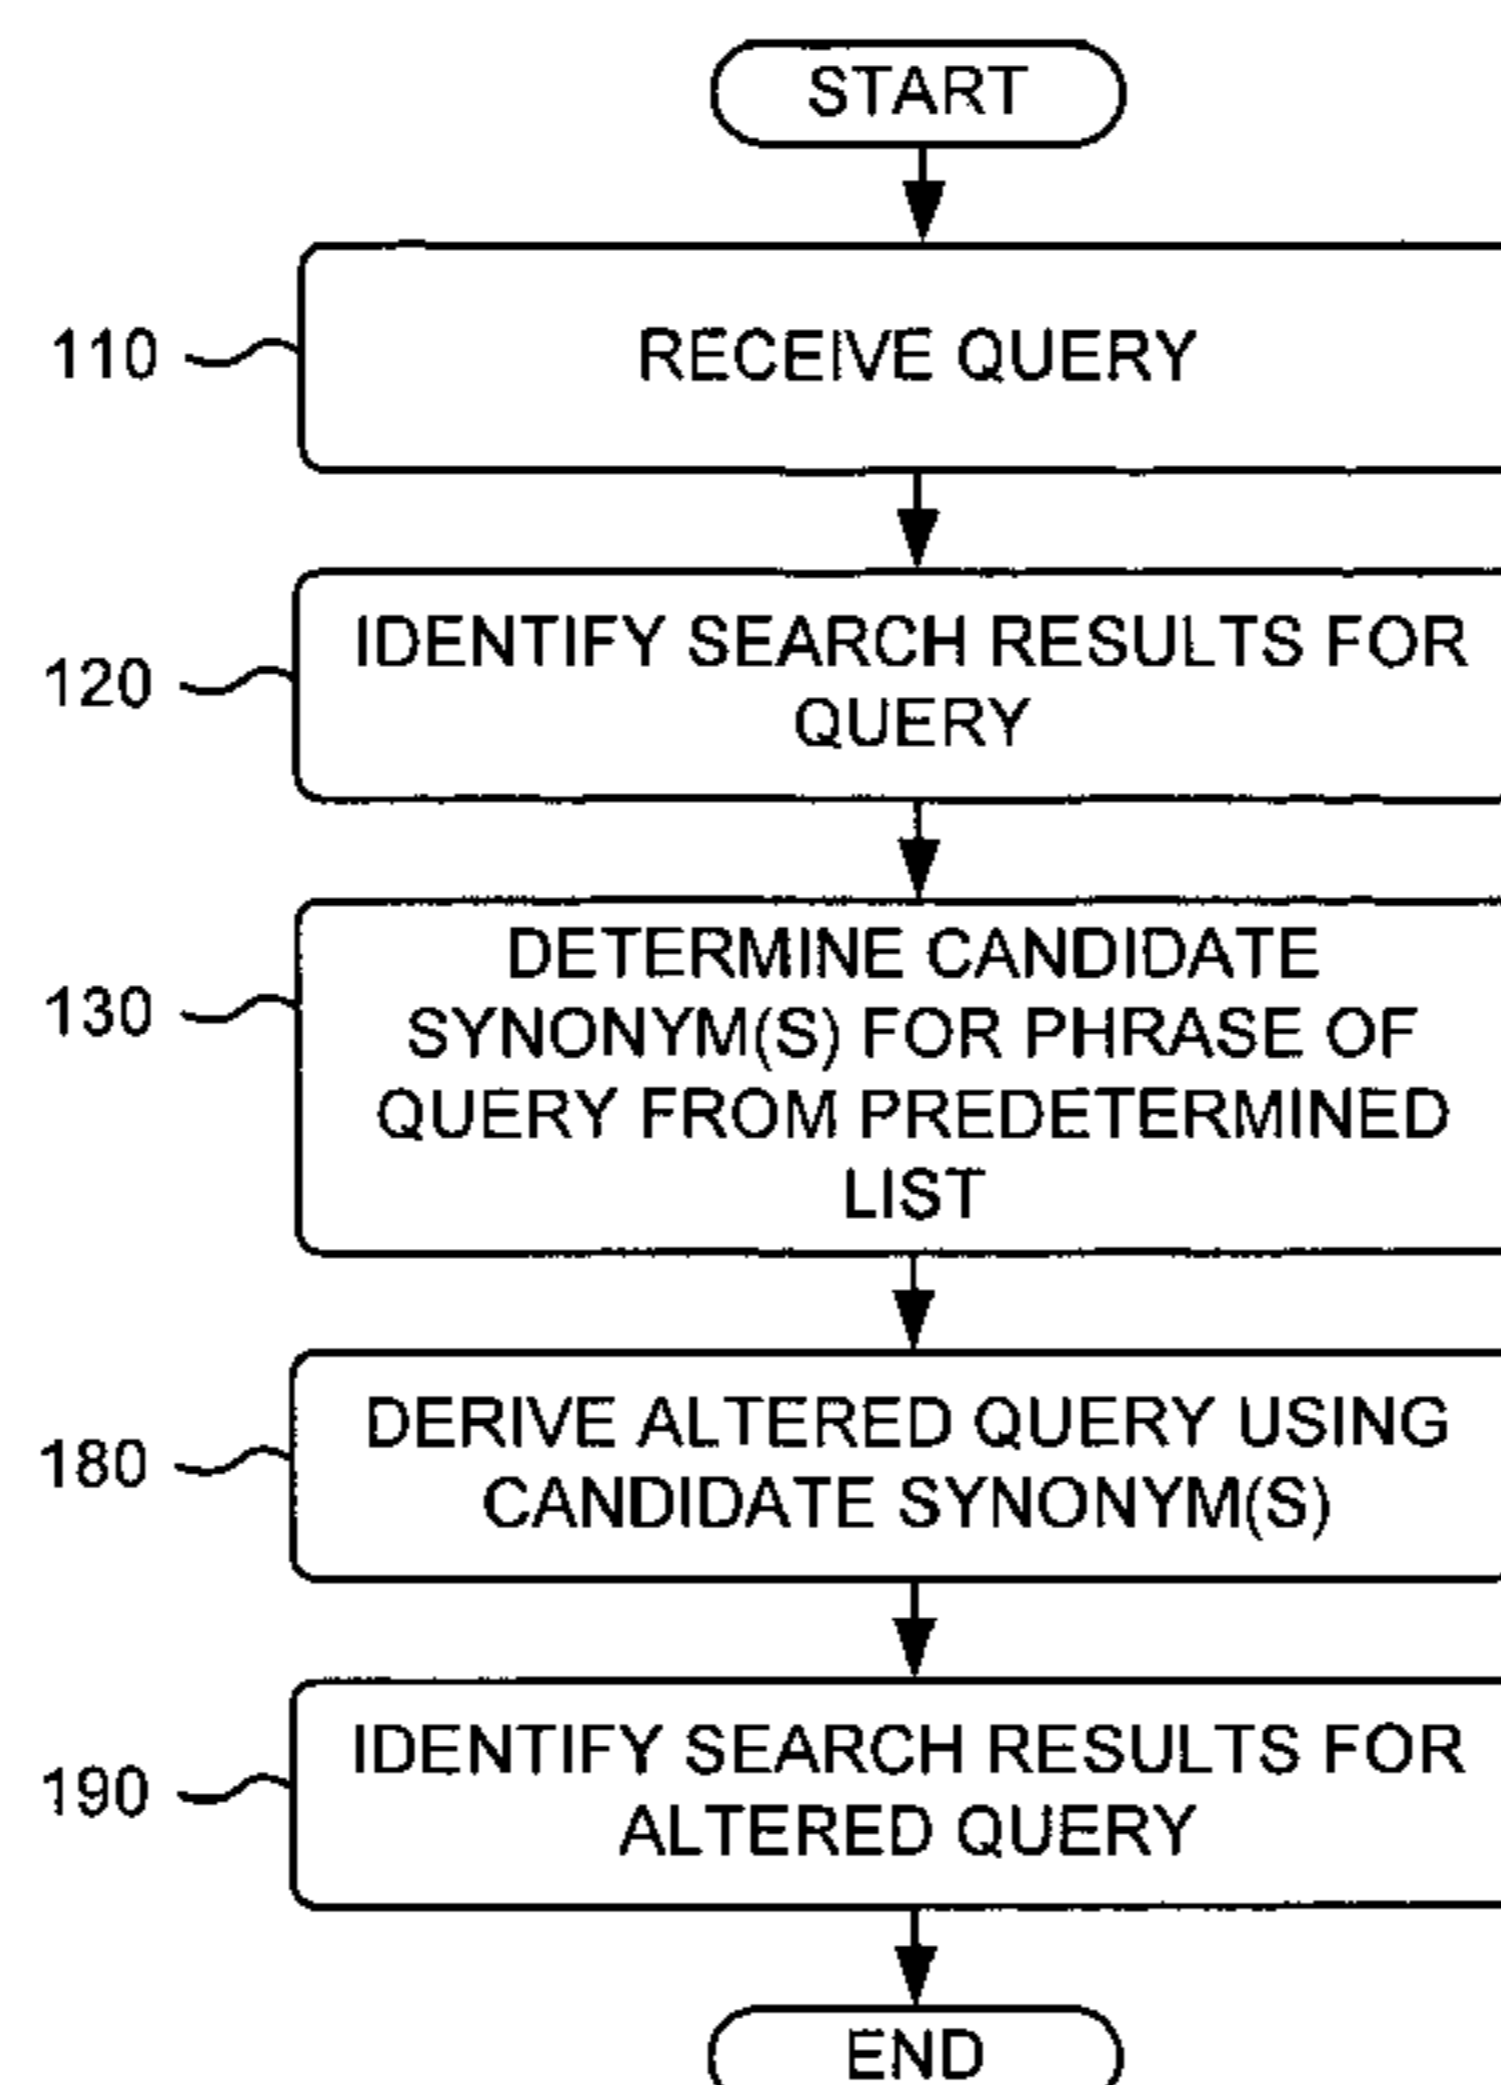 START
110
RECEIVE QUERY
120
IDENTIFY SEARCH RESULTS FOR
QUERY
130
DETERMINE CANDIDATE
SYNONYM(S) FOR PHRASE OF
QUERY FROM PREDETERMINED
LIST
180
DERIVE ALTERED QUERY USING
CANDIDATE SYNONYM(S)
190
IDENTIFY SEARCH RESULTS FOR
ALTERED QUERY
END